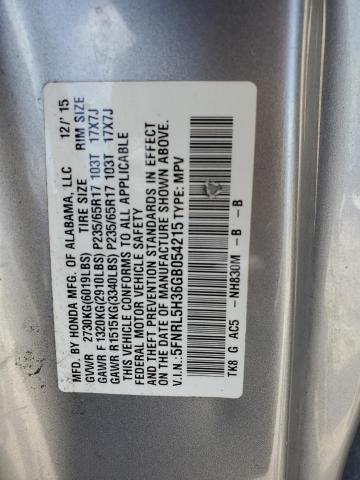 MFD. BY HONDA MFG. OF ALABAMA, LLC 12/'15
GVWR 2730KG(6019LBS) TIRE SIZE RIM SIZE
GAWR F 1320KG(2910LBS) P235/65R17 103T 17X7J
GAWR R 1515KG(3340LBS) P235/65R17 103T 17X7J
THIS VEHICLE CONFORMS TO ALL APPLICABLE
FEDERAL MOTOR VEHICLE SAFETY
AND THEFT PREVENTION STANDARDS IN EFFECT
ON THE DATE OF MANUFACTURE SHOWN ABOVE.
V.I.N.:5FNRL5H36GB054215 TYPE: MPV
TK8 G AC5 -NH830M - B - B